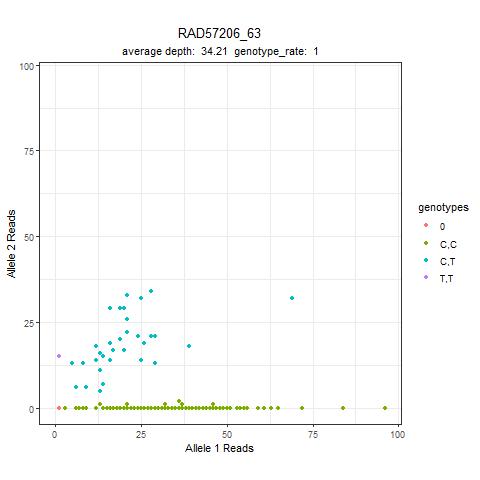 RAD57206_63
average depth:  34.21  genotype_rate:  1
100
75
50
25
0
Allele 2 Reads
0 25 50 75 100
Allele 1 Reads
genotypes
0
C,C
C,T
T,T